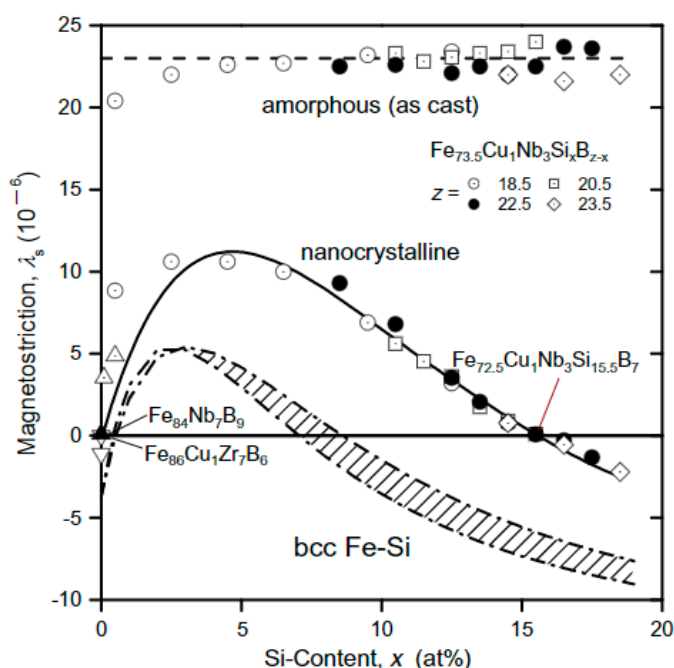 25
20
15
10
5
0
-5
-10
0
5
10
15
20
Magnetostriction, λs (10−6)
Si-Content, x (at%)
amorphous (as cast)
Fe73.5Cu1Nb3SixBz-x
z = 18.5 20.5
22.5 23.5
nanocrystalline
Fe72.5Cu1Nb3Si15.5B7
Fe84Nb7B9
Fe86Cu1Zr7B6
bcc Fe-Si